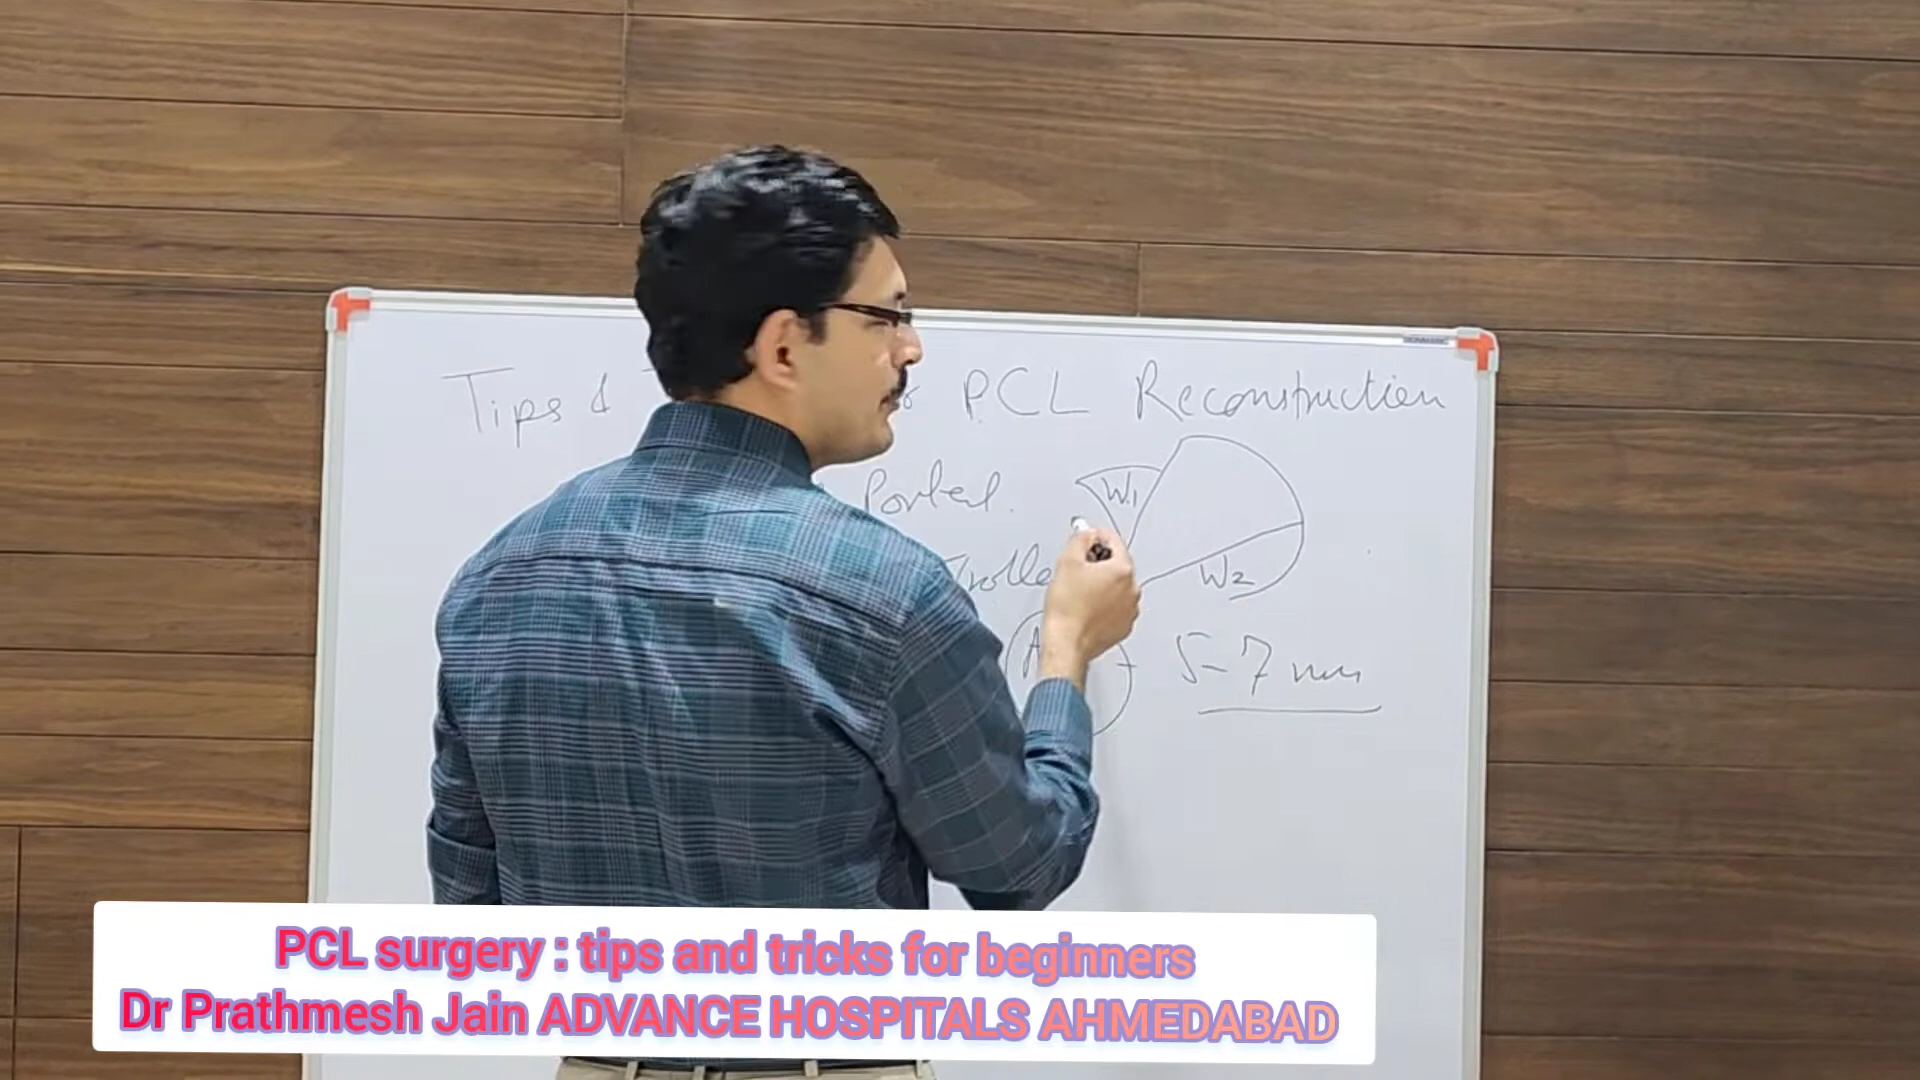 Tips & PCL Reconstruction
Portal.
W1
Trolle
W2
A
5-7 mm
PCL surgery : tips and tricks for beginners
Dr Prathmesh Jain ADVANCE HOSPITALS AHMEDABAD